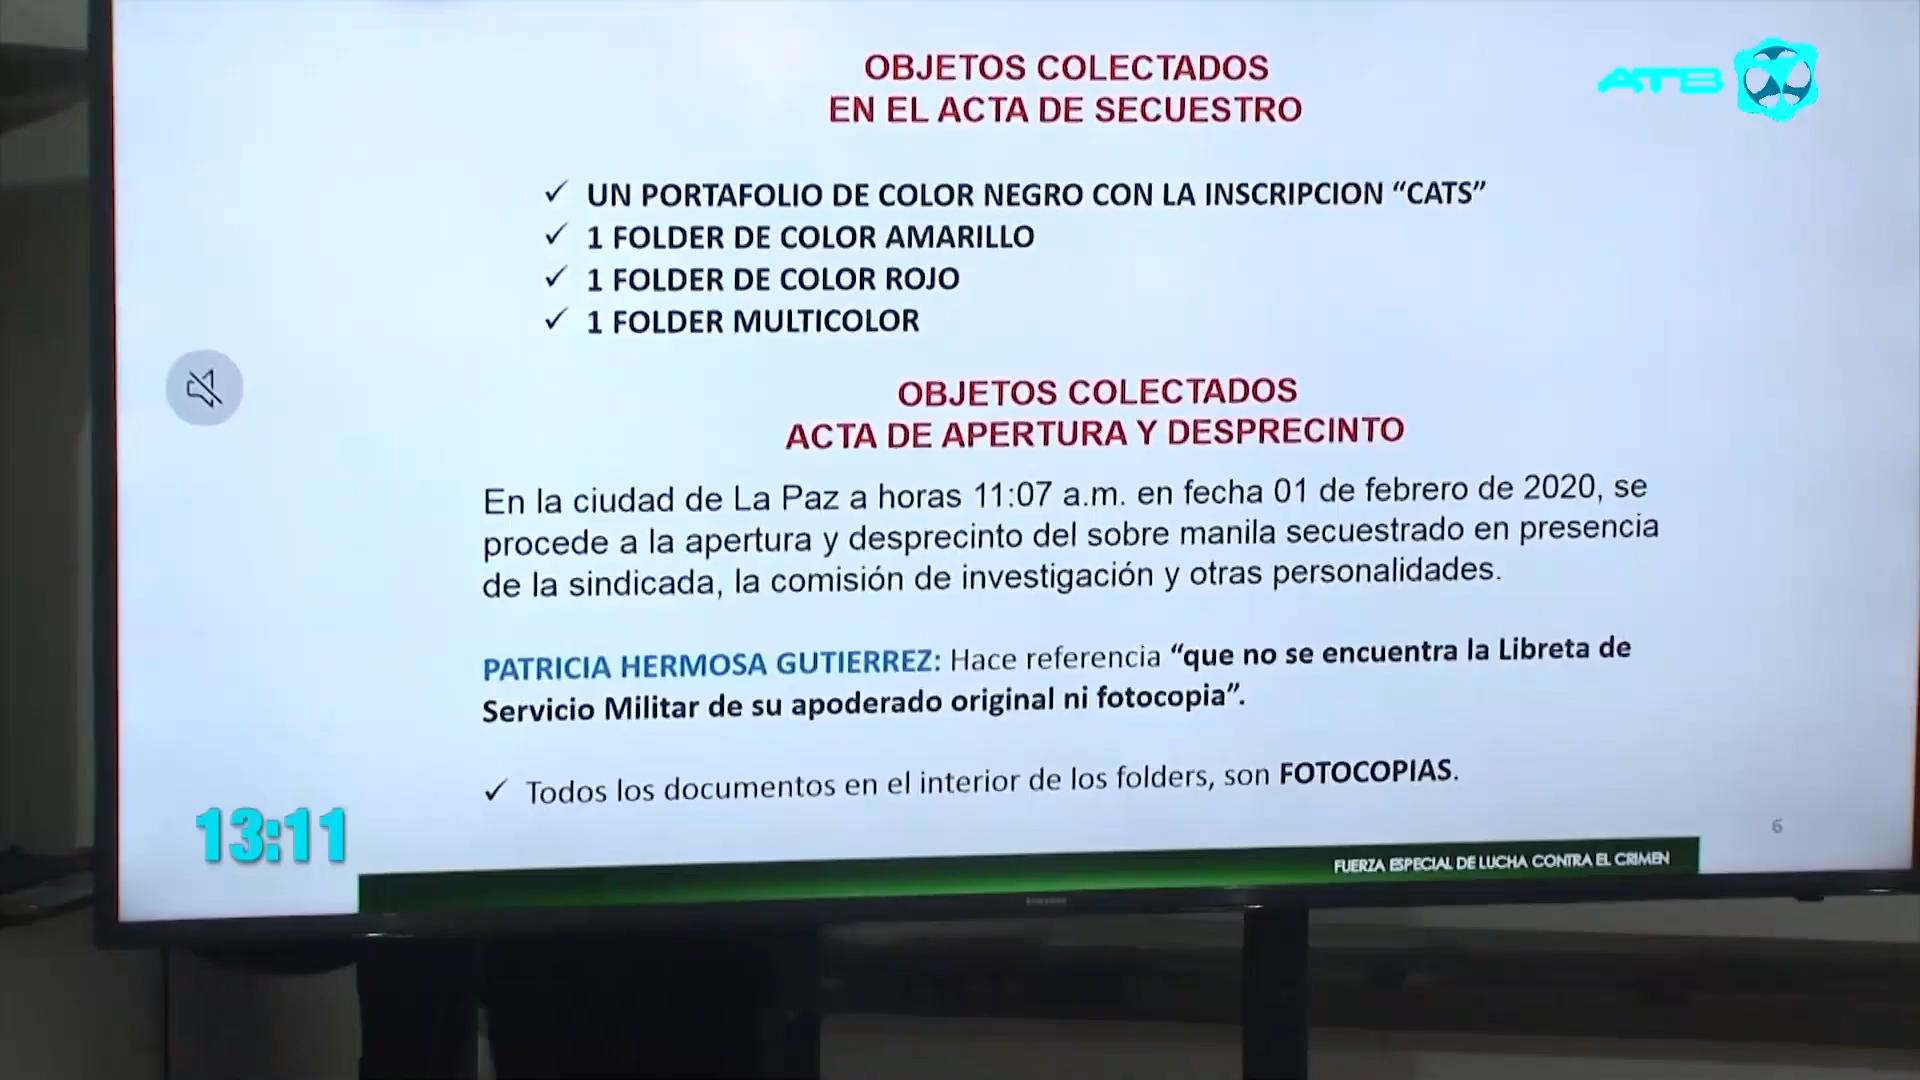 OBJETOS COLECTADOS
EN EL ACTA DE SECUESTRO
ATB
✓ UN PORTAFOLIO DE COLOR NEGRO CON LA INSCRIPCION “CATS”
✓ 1 FOLDER DE COLOR AMARILLO
✓ 1 FOLDER DE COLOR ROJO
✓ 1 FOLDER MULTICOLOR
OBJETOS COLECTADOS
ACTA DE APERTURA Y DESPRECINTO
En la ciudad de La Paz a horas 11:07 a.m. en fecha 01 de febrero de 2020, se
procede a la apertura y desprecinto del sobre manila secuestrado en presencia
de la sindicada, la comisión de investigación y otras personalidades.
PATRICIA HERMOSA GUTIERREZ: Hace referencia “que no se encuentra la Libreta de
Servicio Militar de su apoderado original ni fotocopia”.
✓ Todos los documentos en el interior de los folders, son FOTOCOPIAS.
13:11
6
FUERZA ESPECIAL DE LUCHA CONTRA EL CRIMEN
SAMSUNG